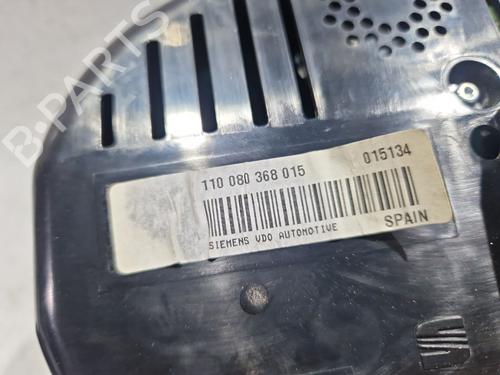 B-PARTS
110 080 368 015 015134
SIEMENS VDO AUTOMOTIVE SPAIN